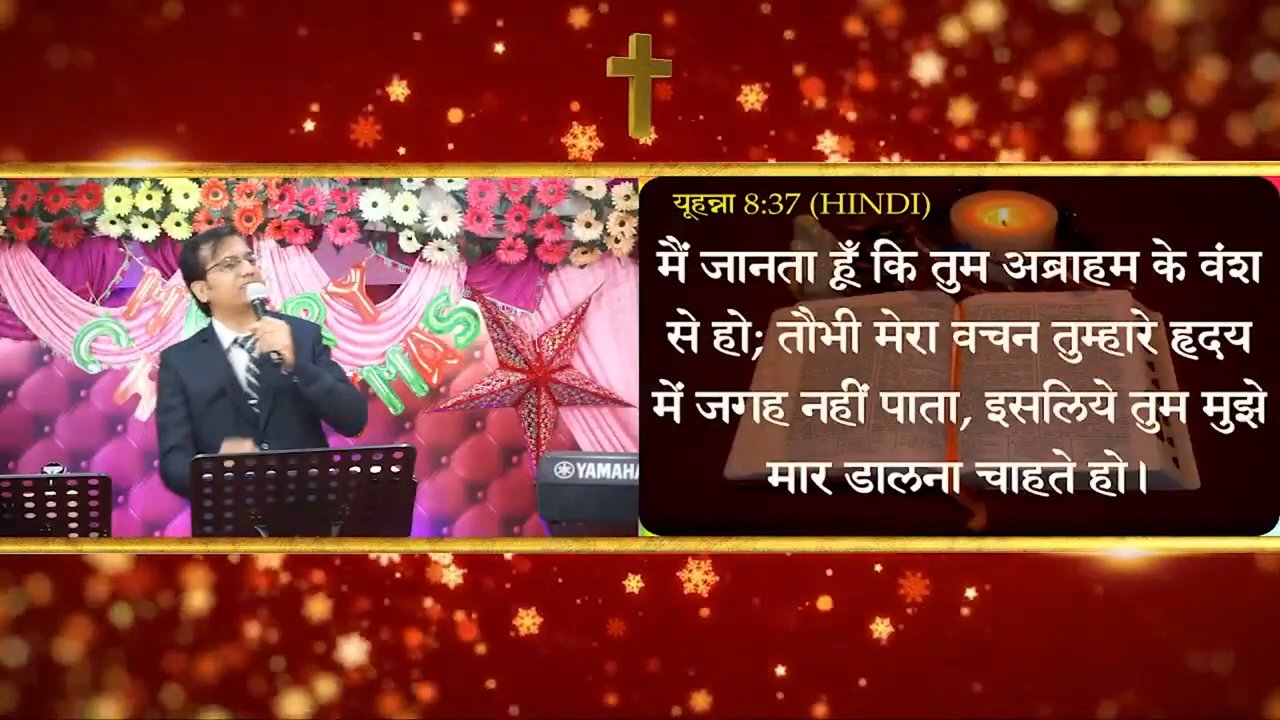 यूहन्ना 8:37 (HINDI)
मैं जानता हूँ कि तुम अब्राहम के वंश
से हो; तौभी मेरा वचन तुम्हारे हृदय
में जगह नहीं पाता, इसलिये तुम मुझे
मार डालना चाहते हो।
YAMAHA